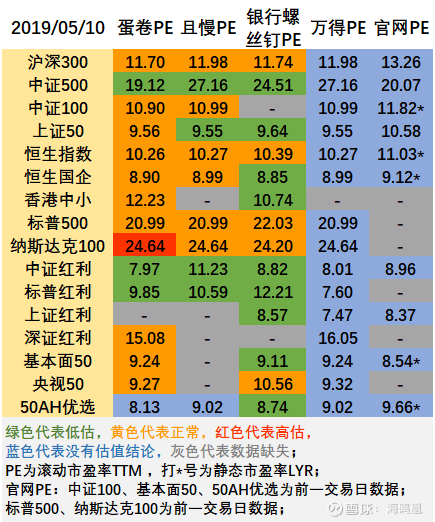 2019/05/10 蛋卷PE 且慢PE 银行螺丝钉PE 万得PE 官网PE
沪深300 11.70 11.98 11.74 11.98 13.26
中证500 19.12 27.16 24.51 27.16 20.07
中证100 10.90 10.99 - 10.99 11.82*
上证50 9.56 9.55 9.64 9.55 10.58
恒生指数 10.26 10.27 10.39 10.27 11.03*
恒生国企 8.90 8.99 8.85 8.99 9.12*
香港中小 12.23 - 10.74 - -
标普500 20.99 20.99 22.03 20.99 -
纳斯达克100 24.64 24.64 24.20 24.64 -
中证红利 7.97 11.23 8.82 8.01 8.96
标普红利 9.85 10.59 12.21 7.60 -
上证红利 - - 8.57 7.47 8.37
深证红利 15.08 - - 16.05 -
基本面50 9.24 - 9.11 9.24 8.54*
央视50 9.27 - 10.56 9.32 -
50AH优选 8.13 9.02 8.74 9.02 9.66*
绿色代表低估，黄色代表正常，红色代表高估，
蓝色代表没有估值结论，灰色代表数据缺失；
PE为滚动市盈率TTM ，打*号为静态市盈率LYR；
官网PE：中证100、基本面50、50AH优选为前一交易日数据；
标普500、纳斯达克100为前一交易日数据；
雪球：海鸣凰